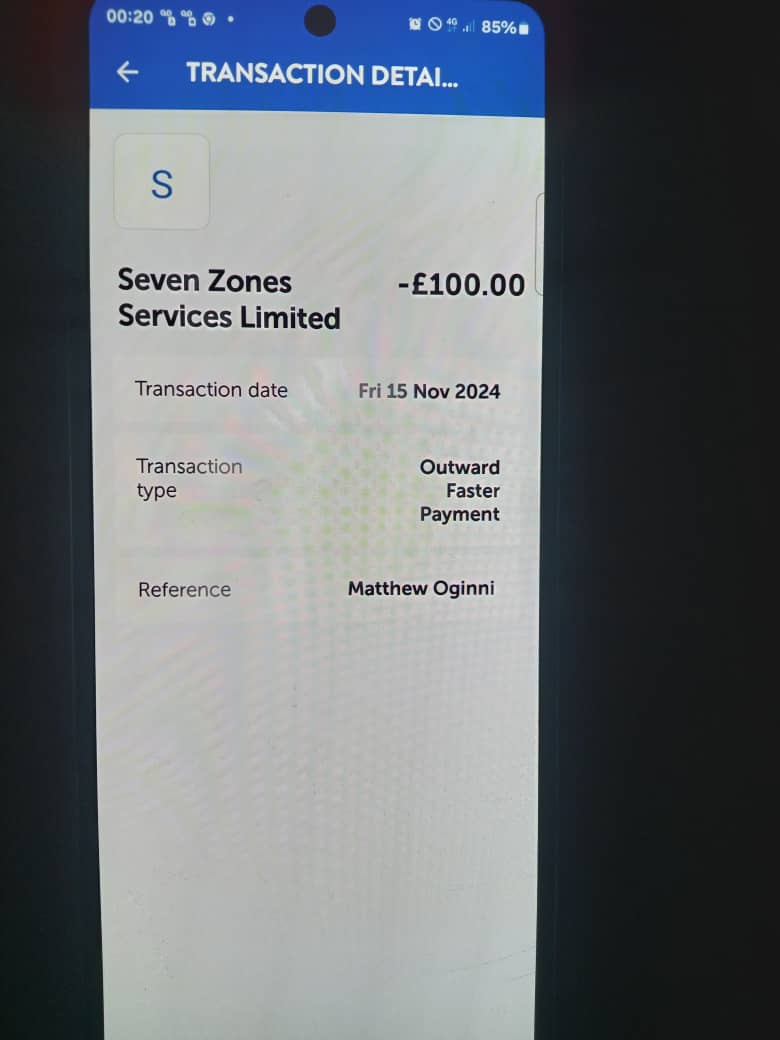 00:20 4G 85%
TRANSACTION DETAI...
S
Seven Zones -£100.00
Services Limited
Transaction date Fri 15 Nov 2024
Transaction Outward
type Faster
Payment
Reference Matthew Oginni